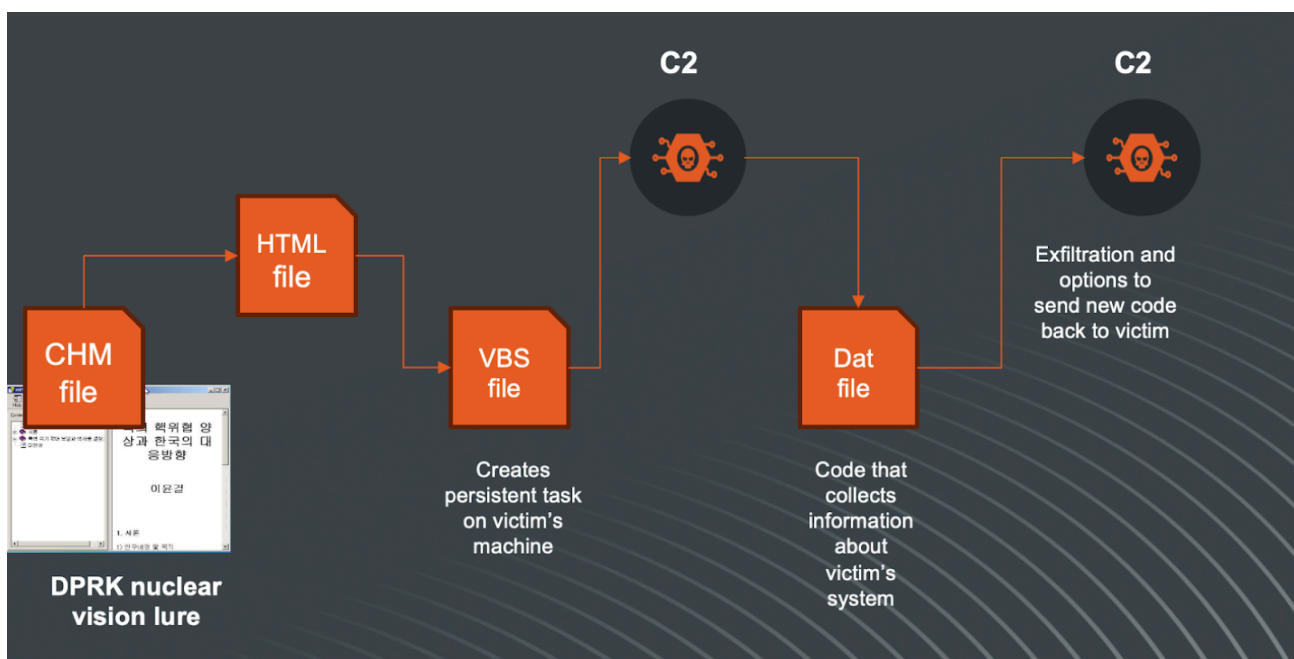 C2
C2
HTML
file
Exfiltration and
options to
send new code
back to victim
CHM
file
VBS
file
Dat
file
핵위협 양
상과 한국의 대
응방향
이윤걸
1. 서론
Creates
persistent task
on victim's
machine
Code that
collects
information
about
victim's
system
DPRK nuclear
vision lure